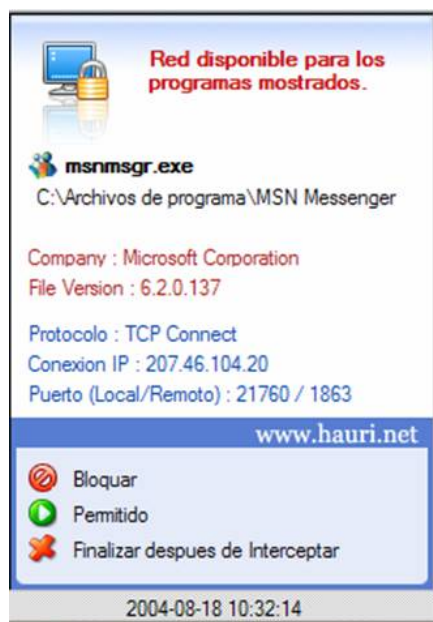 Red disponible para los
programas mostrados.
msnmsgr.exe
C:\Archivos de programa\MSN Messenger
Company : Microsoft Corporation
File Version : 6.2.0.137
Protocolo : TCP Connect
Conexion IP : 207.46.104.20
Puerto (Local/Remoto) : 21760 / 1863
www.hauri.net
Bloquar
Permitido
Finalizar despues de Interceptar
2004-08-18 10:32:14